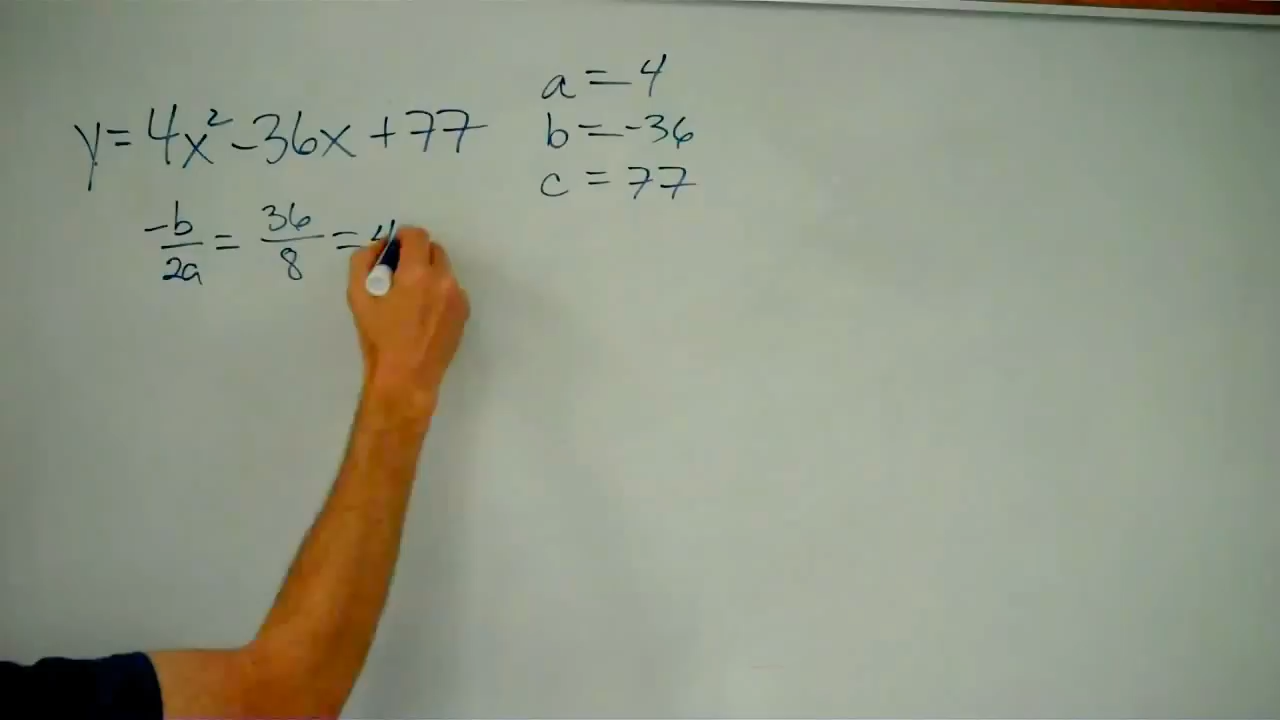 y = 4x² - 36x + 77
a = 4
b = -36
c = 77
-b/2a = 36/8 = 4